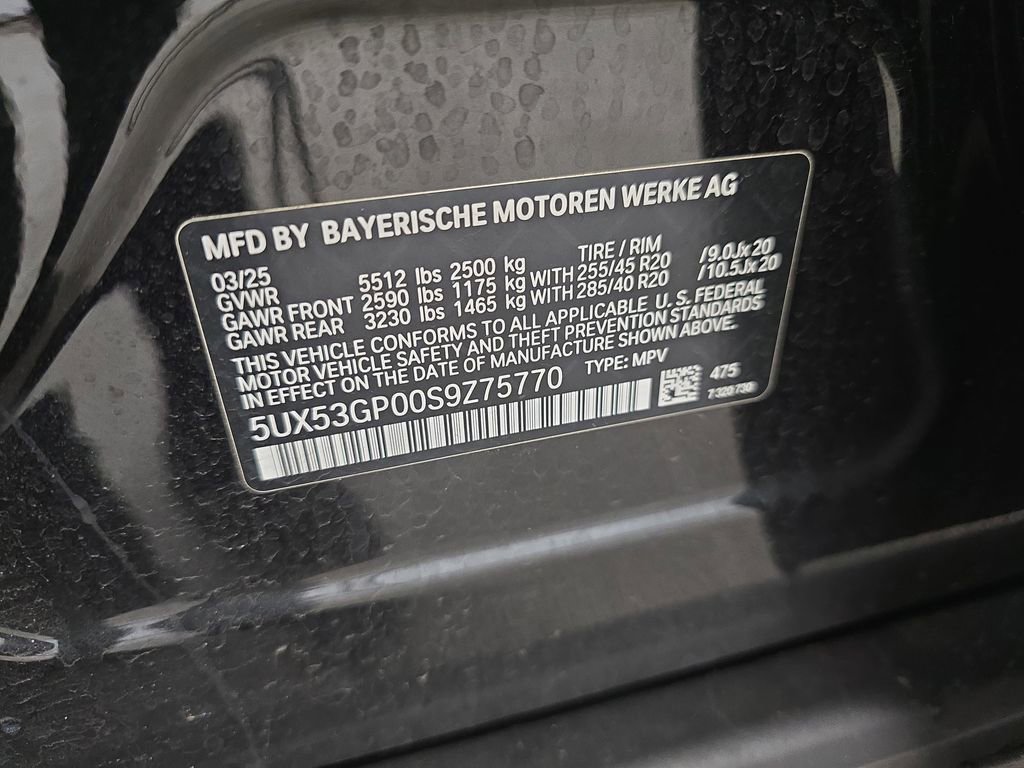 MFD BY BAYERISCHE MOTOREN WERKE AG
03/25 TIRE / RIM
GVWR 5512 lbs 2500 kg
GAWR FRONT 2590 lbs 1175 kg WITH 255/45 R20 /9.0Jx20
GAWR REAR 3230 lbs 1465 kg WITH 285/40 R20 /10.5Jx20
THIS VEHICLE CONFORMS TO ALL APPLICABLE U.S. FEDERAL
MOTOR VEHICLE SAFETY AND THEFT PREVENTION STANDARDS
IN EFFECT ON THE DATE OF MANUFACTURE SHOWN ABOVE.
5UX53GP00S9Z75770 TYPE: MPV
475